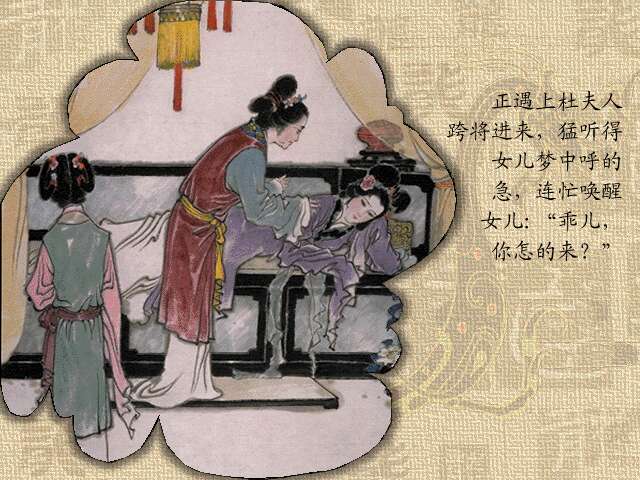 正遇上杜夫人
跨将进来，猛听得
女儿梦中呼的
急，连忙唤醒
女儿：“乖儿，
你怎的来？”